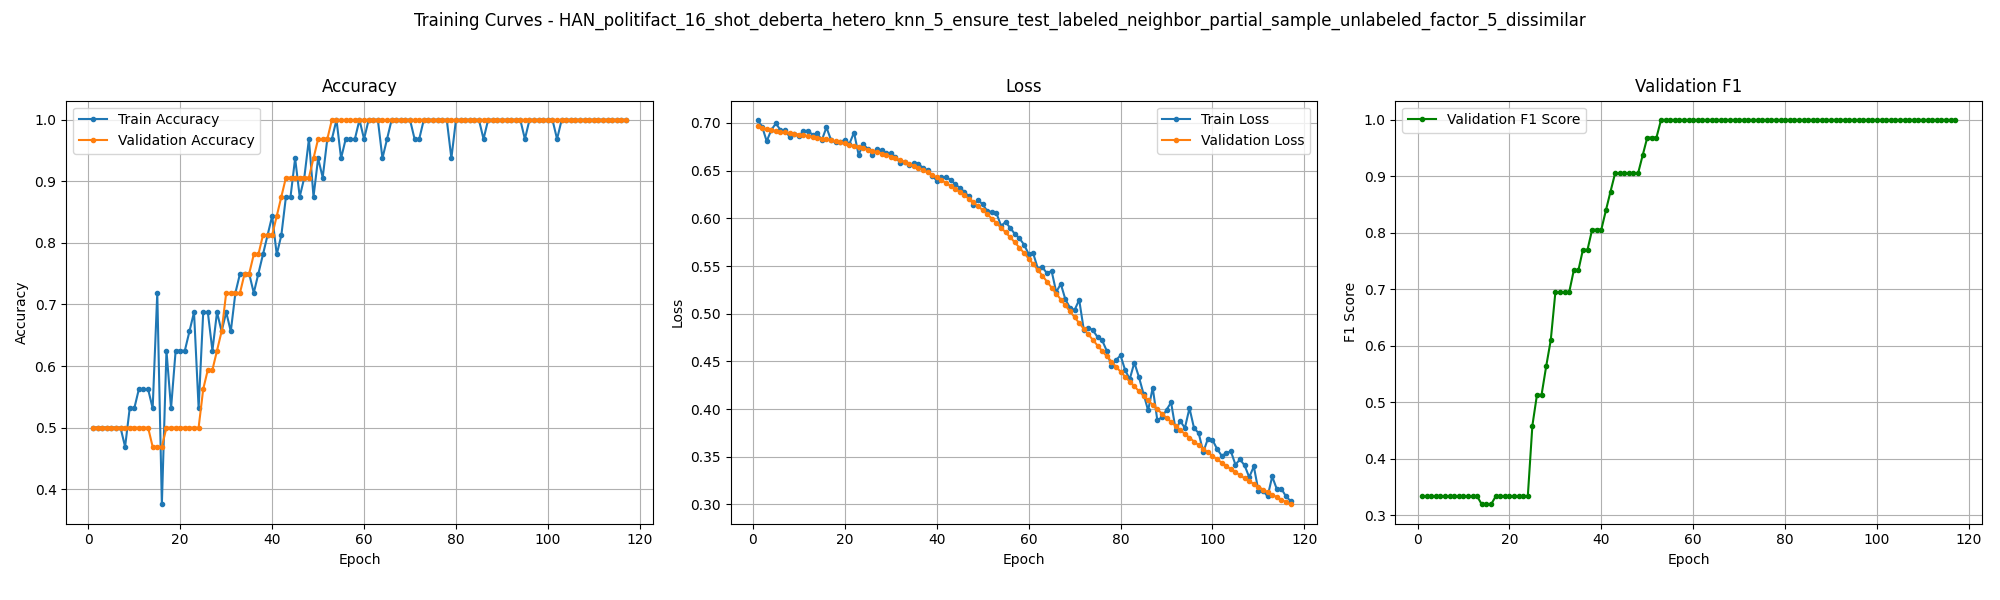 Training Curves - HAN_politifact_16_shot_deberta_hetero_knn_5_ensure_test_labeled_neighbor_partial_sample_unlabeled_factor_5_dissimilar
Accuracy
Train Accuracy
Validation Accuracy
1.0
0.9
0.8
0.7
0.6
0.5
0.4
Accuracy
0 20 40 60 80 100 120
Epoch
Loss
Train Loss
Validation Loss
0.70
0.65
0.60
0.55
0.50
0.45
0.40
0.35
0.30
Loss
0 20 40 60 80 100 120
Epoch
Validation F1
Validation F1 Score
1.0
0.9
0.8
0.7
0.6
0.5
0.4
0.3
F1 Score
0 20 40 60 80 100 120
Epoch